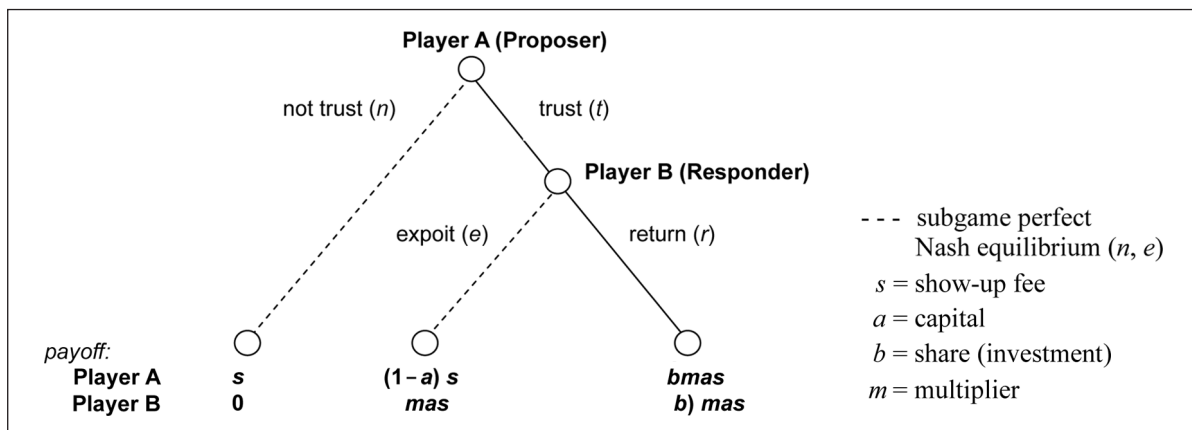 Player A (Proposer)
not trust (n)
trust (t)
Player B (Responder)
expoit (e)
return (r)
--- subgame perfect
Nash equilibrium (n, e)
s = show-up fee
a = capital
b = share (investment)
m = multiplier
payoff:
Player A s (1–a) s bmas
Player B 0 mas b) mas